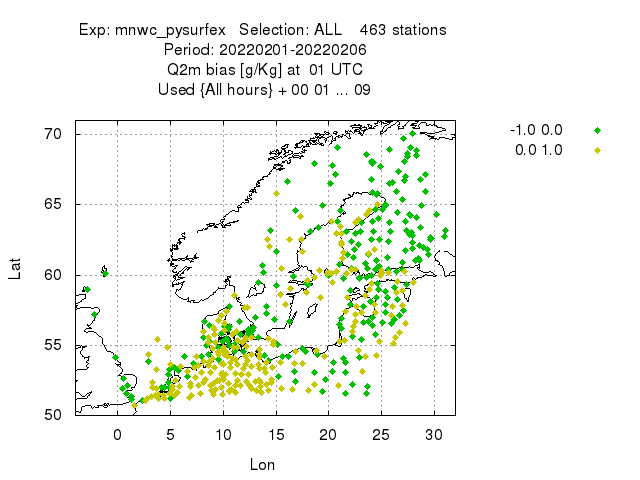 Exp: mnwc_pysurfex Selection: ALL 463 stations
Period: 20220201-20220206
Q2m bias [g/Kg] at 01 UTC
Used {All hours} + 00 01 ... 09
-1.0 0.0
0.0 1.0
70
65
60
55
50
Lat
0 5 10 15 20 25 30
Lon